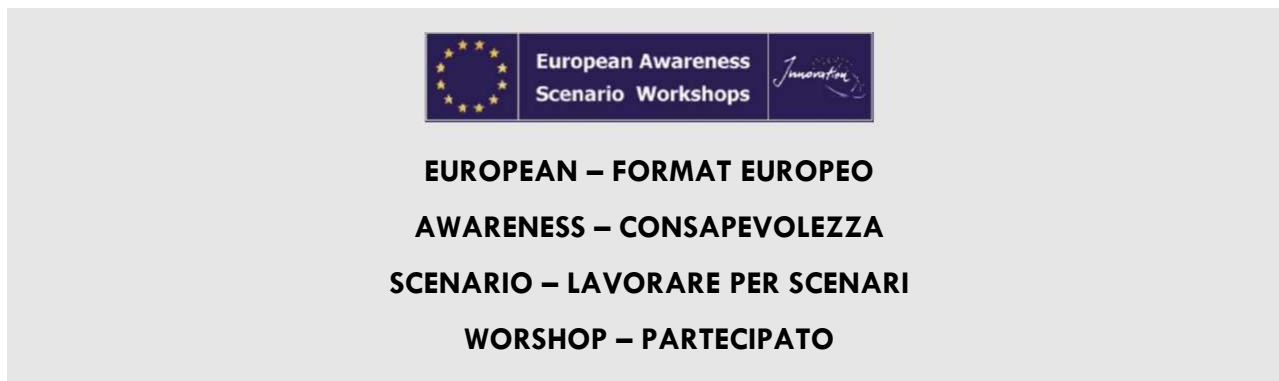 European Awareness
Scenario Workshops
Innovation
EUROPEAN – FORMAT EUROPEO
AWARENESS – CONSAPEVOLEZZA
SCENARIO – LAVORARE PER SCENARI
WORSHOP – PARTECIPATO